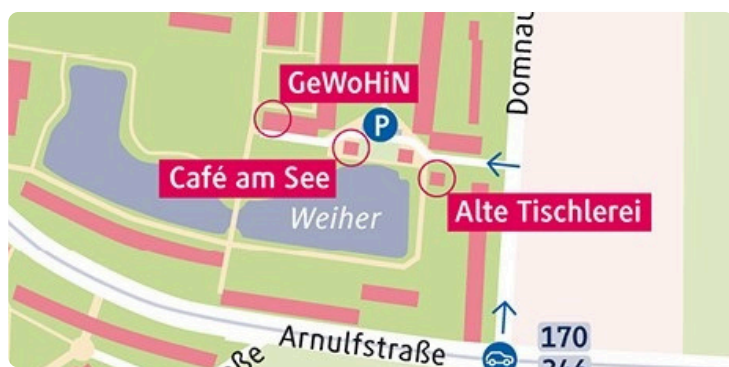 GeWoHiN
P
Domnau
Café am See
Weiher
Alte Tischlerei
Arnulfstraße
170